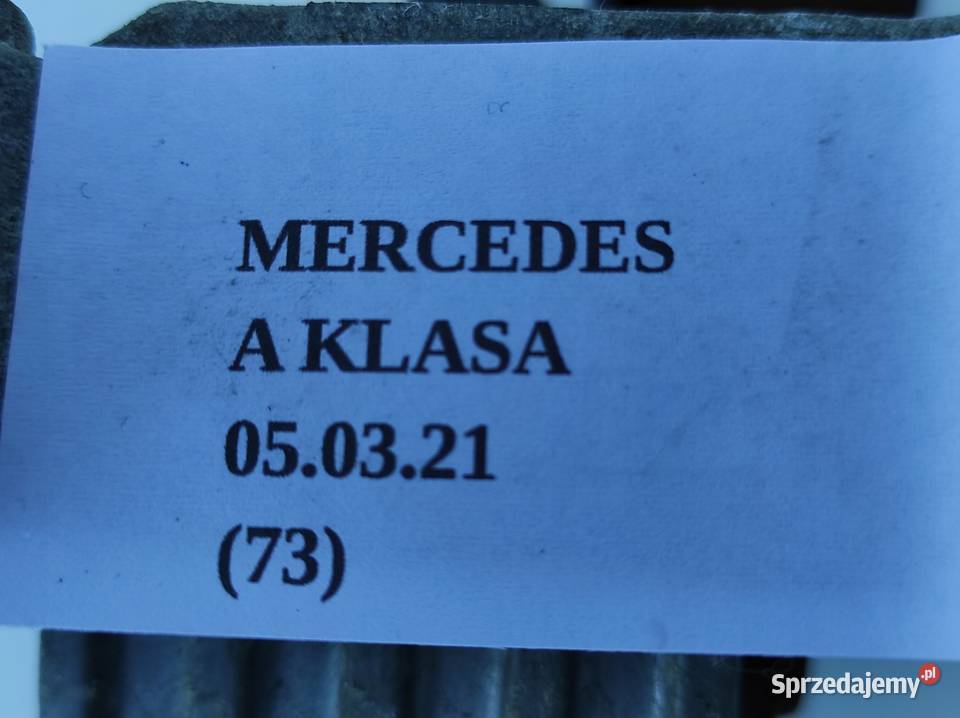 MERCEDES
A KLASA
05.03.21
(73)
Sprzedajemy.pl